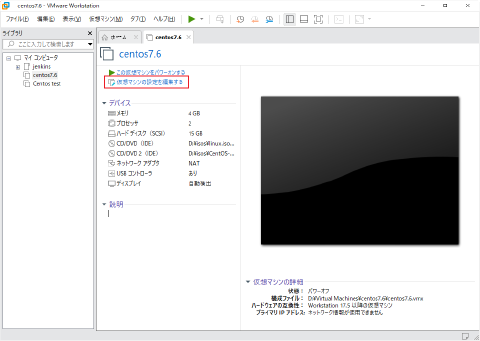 centos7.6 - VMware Workstation
ファイル(F) 編集(E) 表示(V) 仮想マシン(M) タブ(T) ヘルプ(H)
ライブラリ
ここに入力して検索します
マイ コンピュータ
jenkins
centos7.6
Centos test
ホーム
centos7.6
centos7.6
この仮想マシンをパワーオンする
仮想マシンの設定を編集する
デバイス
メモリ 4 GB
プロセッサ 2
ハード ディスク (SCSI) 15 GB
CD/DVD (IDE) D:¥isos¥linux.iso...
CD/DVD 2 (IDE) D:¥isos¥CentOS-...
ネットワーク アダプタ NAT
USB コントローラ あり
ディスプレイ 自動検出
説明
仮想マシンの詳細
状態: パワーオフ
構成ファイル: D:¥Virtual Machines¥centos7.6¥centos7.6.vmx
ハードウェアの互換性: Workstation 17.5 以降の仮想マシン
プライマリ IP アドレス: ネットワーク情報が使用できません